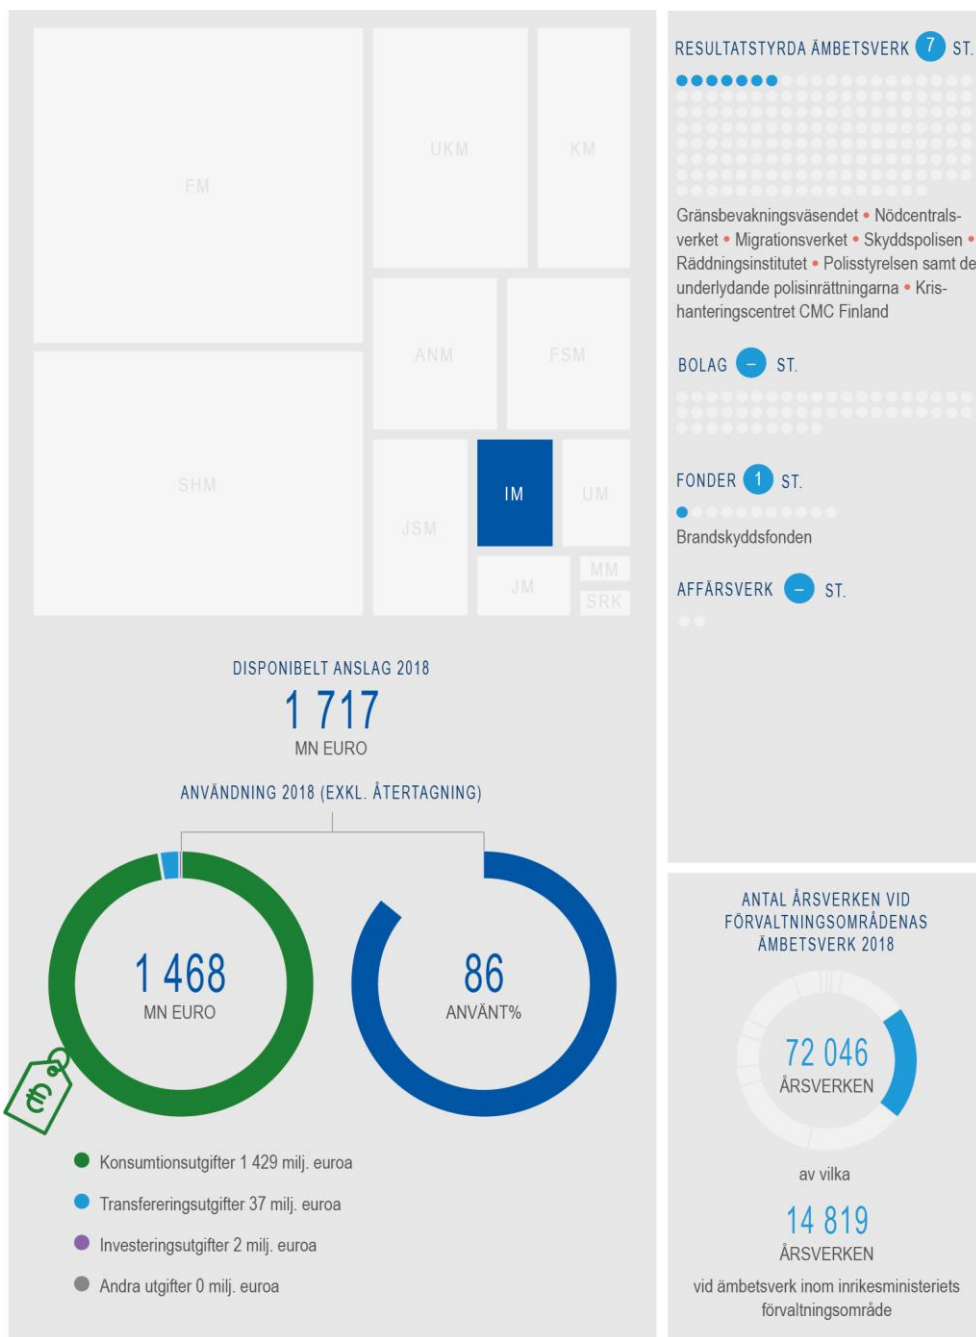 FM
UKM
KM
ANM
FSM
SHM
JSM
IM
UM
JM
MM
SRK
DISPONIBELT ANSLAG 2018
1 717
MN EURO
ANVÄNDNING 2018 (EXKL. ÅTERTAGNING)
1 468
MN EURO
86
ANVÄNT%
€
Konsumtionsutgifter 1 429 milj. euroa
Transfereringsutgifter 37 milj. euroa
Investeringsutgifter 2 milj. euroa
Andra utgifter 0 milj. euroa
RESULTATSTYRDA ÄMBETSVERK 7 ST.
Gränsbevakningsväsendet • Nödcentrals-
verket • Migrationsverket • Skyddspolisen •
Räddningsinstitutet • Polisstyrelsen samt de
underlydande polisinrättningarna • Kris-
hanteringscentret CMC Finland
BOLAG – ST.
FONDER 1 ST.
Brandskyddsfonden
AFFÄRSVERK – ST.
ANTAL ÅRSVERKEN VID
FÖRVALTNINGSOMRÅDENAS
ÄMBETSVERK 2018
72 046
ÅRSVERKEN
av vilka
14 819
ÅRSVERKEN
vid ämbetsverk inom inrikesministeriets
förvaltningsområde